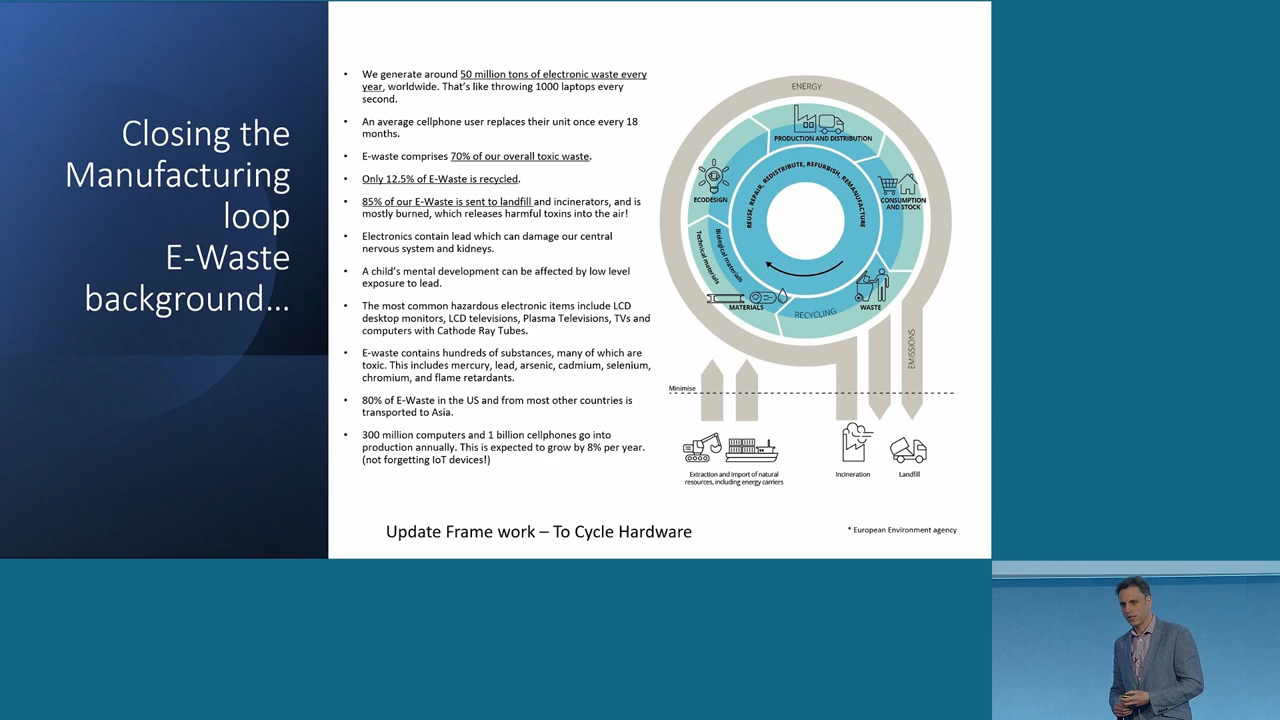 Closing the
Manufacturing
loop
E-Waste
background...
• We generate around 50 million tons of electronic waste every
year, worldwide. That's like throwing 1000 laptops every
second.
• An average cellphone user replaces their unit once every 18
months.
• E-waste comprises 70% of our overall toxic waste.
• Only 12.5% of E-Waste is recycled.
• 85% of our E-Waste is sent to landfill and incinerators, and is
mostly burned, which releases harmful toxins into the air!
• Electronics contain lead which can damage our central
nervous system and kidneys.
• A child's mental development can be affected by low level
exposure to lead.
• The most common hazardous electronic items include LCD
desktop monitors, LCD televisions, Plasma Televisions, TVs and
computers with Cathode Ray Tubes.
• E-waste contains hundreds of substances, many of which are
toxic. This includes mercury, lead, arsenic, cadmium, selenium,
chromium, and flame retardants.
• 80% of E-Waste in the US and from most other countries is
transported to Asia.
• 300 million computers and 1 billion cellphones go into
production annually. This is expected to grow by 8% per year.
(not forgetting IoT devices!)
ENERGY
PRODUCTION AND DISTRIBUTION
REUSE, REPAIR, REDISTRIBUTE, REFURBISH, REMANUFACTURE
ECODESIGN
CONSUMPTION
AND STOCK
Technical materials
Biological materials
MATERIALS
RECYCLING
WASTE
EMISSIONS
Minimise
Extraction and import of natural
resources, including energy carriers
Incineration
Landfill
Update Frame work – To Cycle Hardware
* European Environment agency